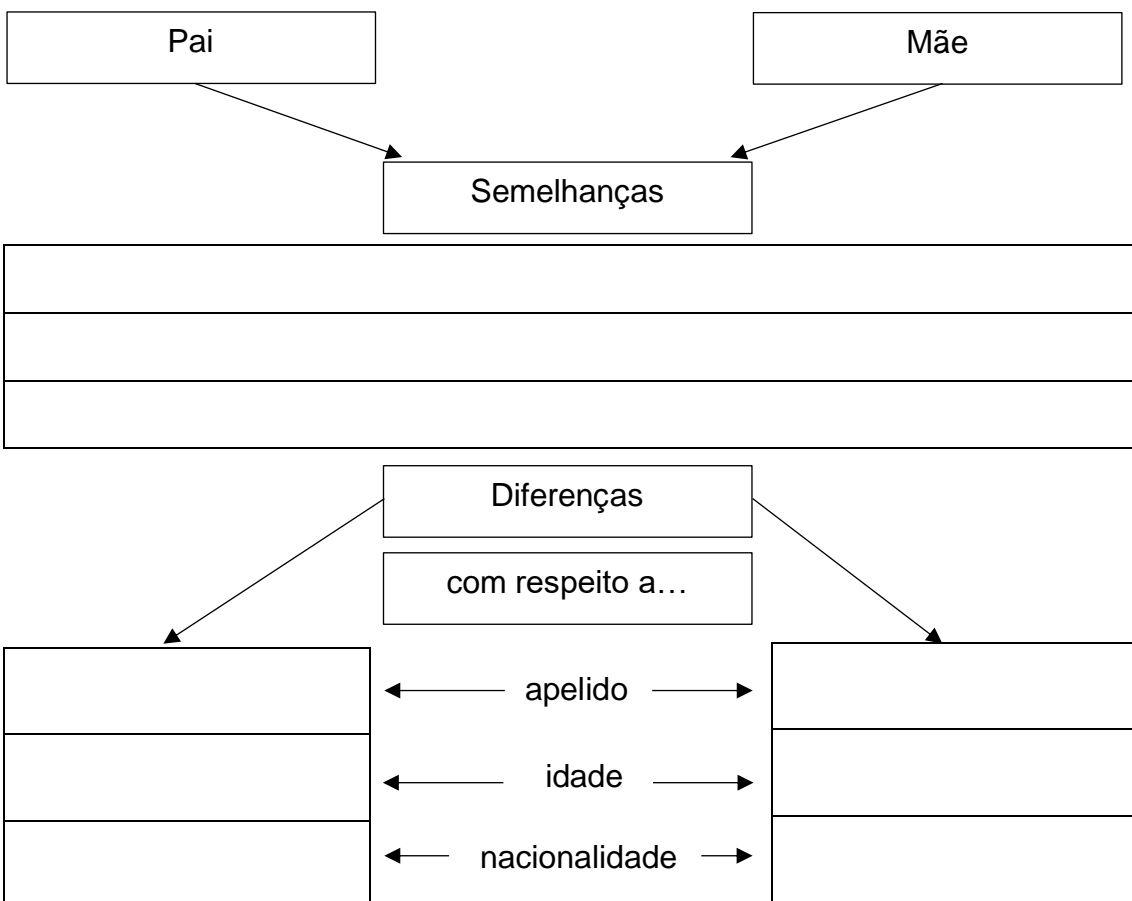 Pai
Mãe
Semelhanças
Diferenças
com respeito a…
apelido
idade
nacionalidade